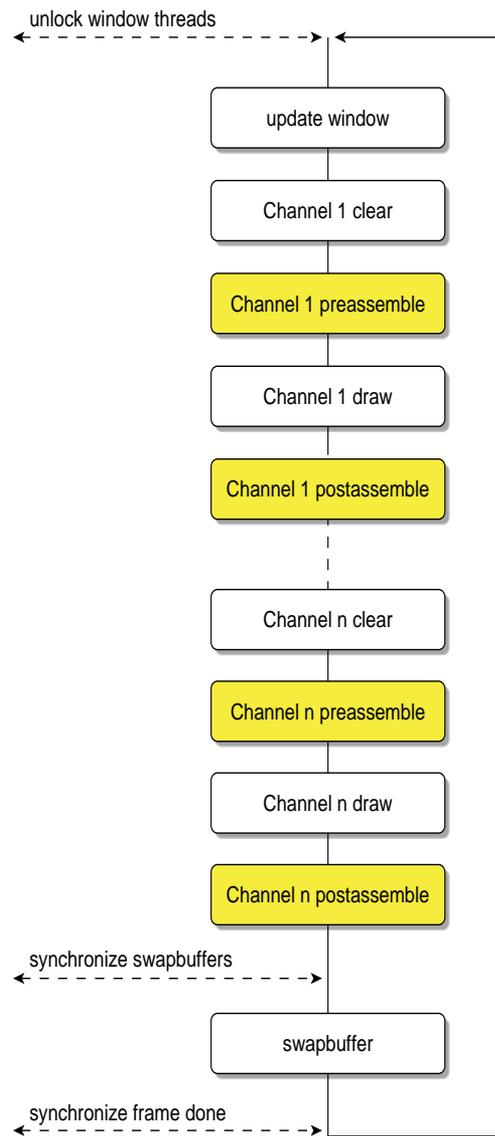 unlock window threads
update window
Channel 1 clear
Channel 1 preassemble
Channel 1 draw
Channel 1 postassemble
Channel n clear
Channel n preassemble
Channel n draw
Channel n postassemble
synchronize swapbuffers
swapbuffer
synchronize frame done